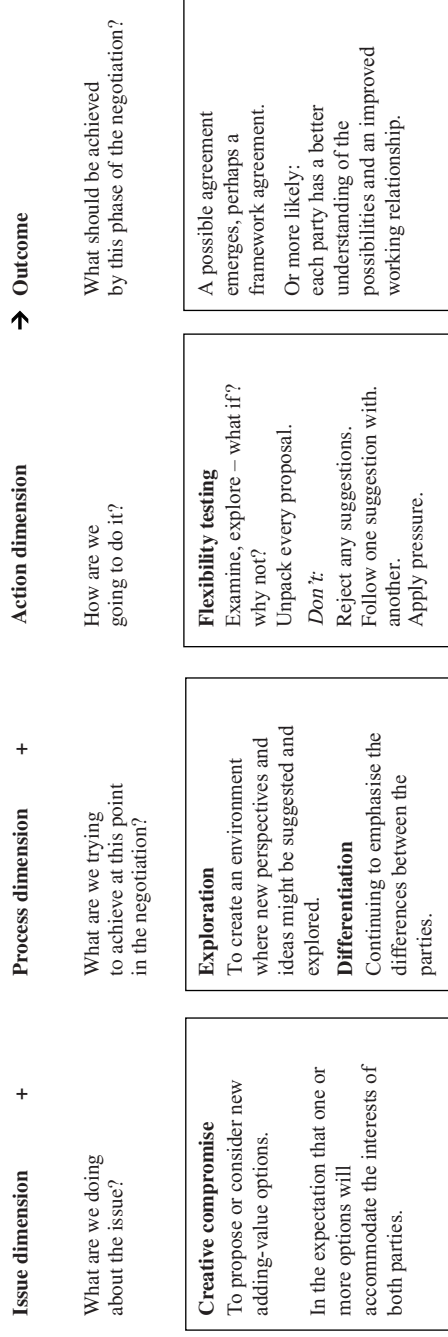 Issue dimension +
What are we doing
about the issue?
Creative compromise
To propose or consider new
adding-value options.
In the expectation that one or
more options will
accommodate the interests of
both parties.
Process dimension +
What are we trying
to achieve at this point
in the negotiation?
Exploration
To create an environment
where new perspectives and
ideas might be suggested and
explored.
Differentiation
Continuing to emphasise the
differences between the
parties.
Action dimension
How are we
going to do it?
Flexibility testing
Examine, explore – what if?
why not?
Unpack every proposal.
Don't:
Reject any suggestions.
Follow one suggestion with.
another.
Apply pressure.
→ Outcome
What should be achieved
by this phase of the negotiation?
A possible agreement
emerges, perhaps a
framework agreement.
Or more likely:
each party has a better
understanding of the
possibilities and an improved
working relationship.